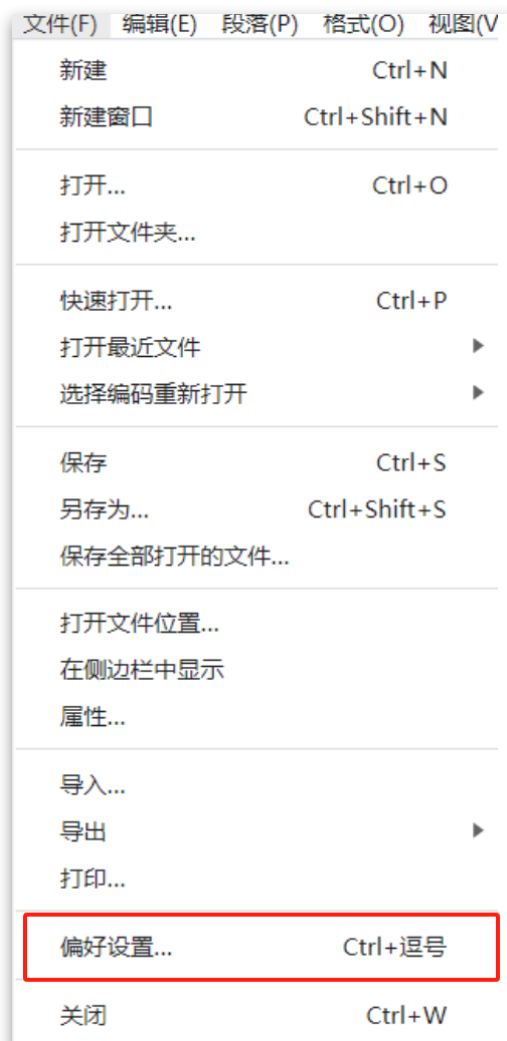 文件(F) 编辑(E) 段落(P) 格式(O) 视图(V
新建 Ctrl+N
新建窗口 Ctrl+Shift+N
打开... Ctrl+O
打开文件夹...
快速打开... Ctrl+P
打开最近文件
选择编码重新打开
保存 Ctrl+S
另存为... Ctrl+Shift+S
保存全部打开的文件...
打开文件位置...
在侧边栏中显示
属性...
导入...
导出
打印...
偏好设置... Ctrl+逗号
关闭 Ctrl+W